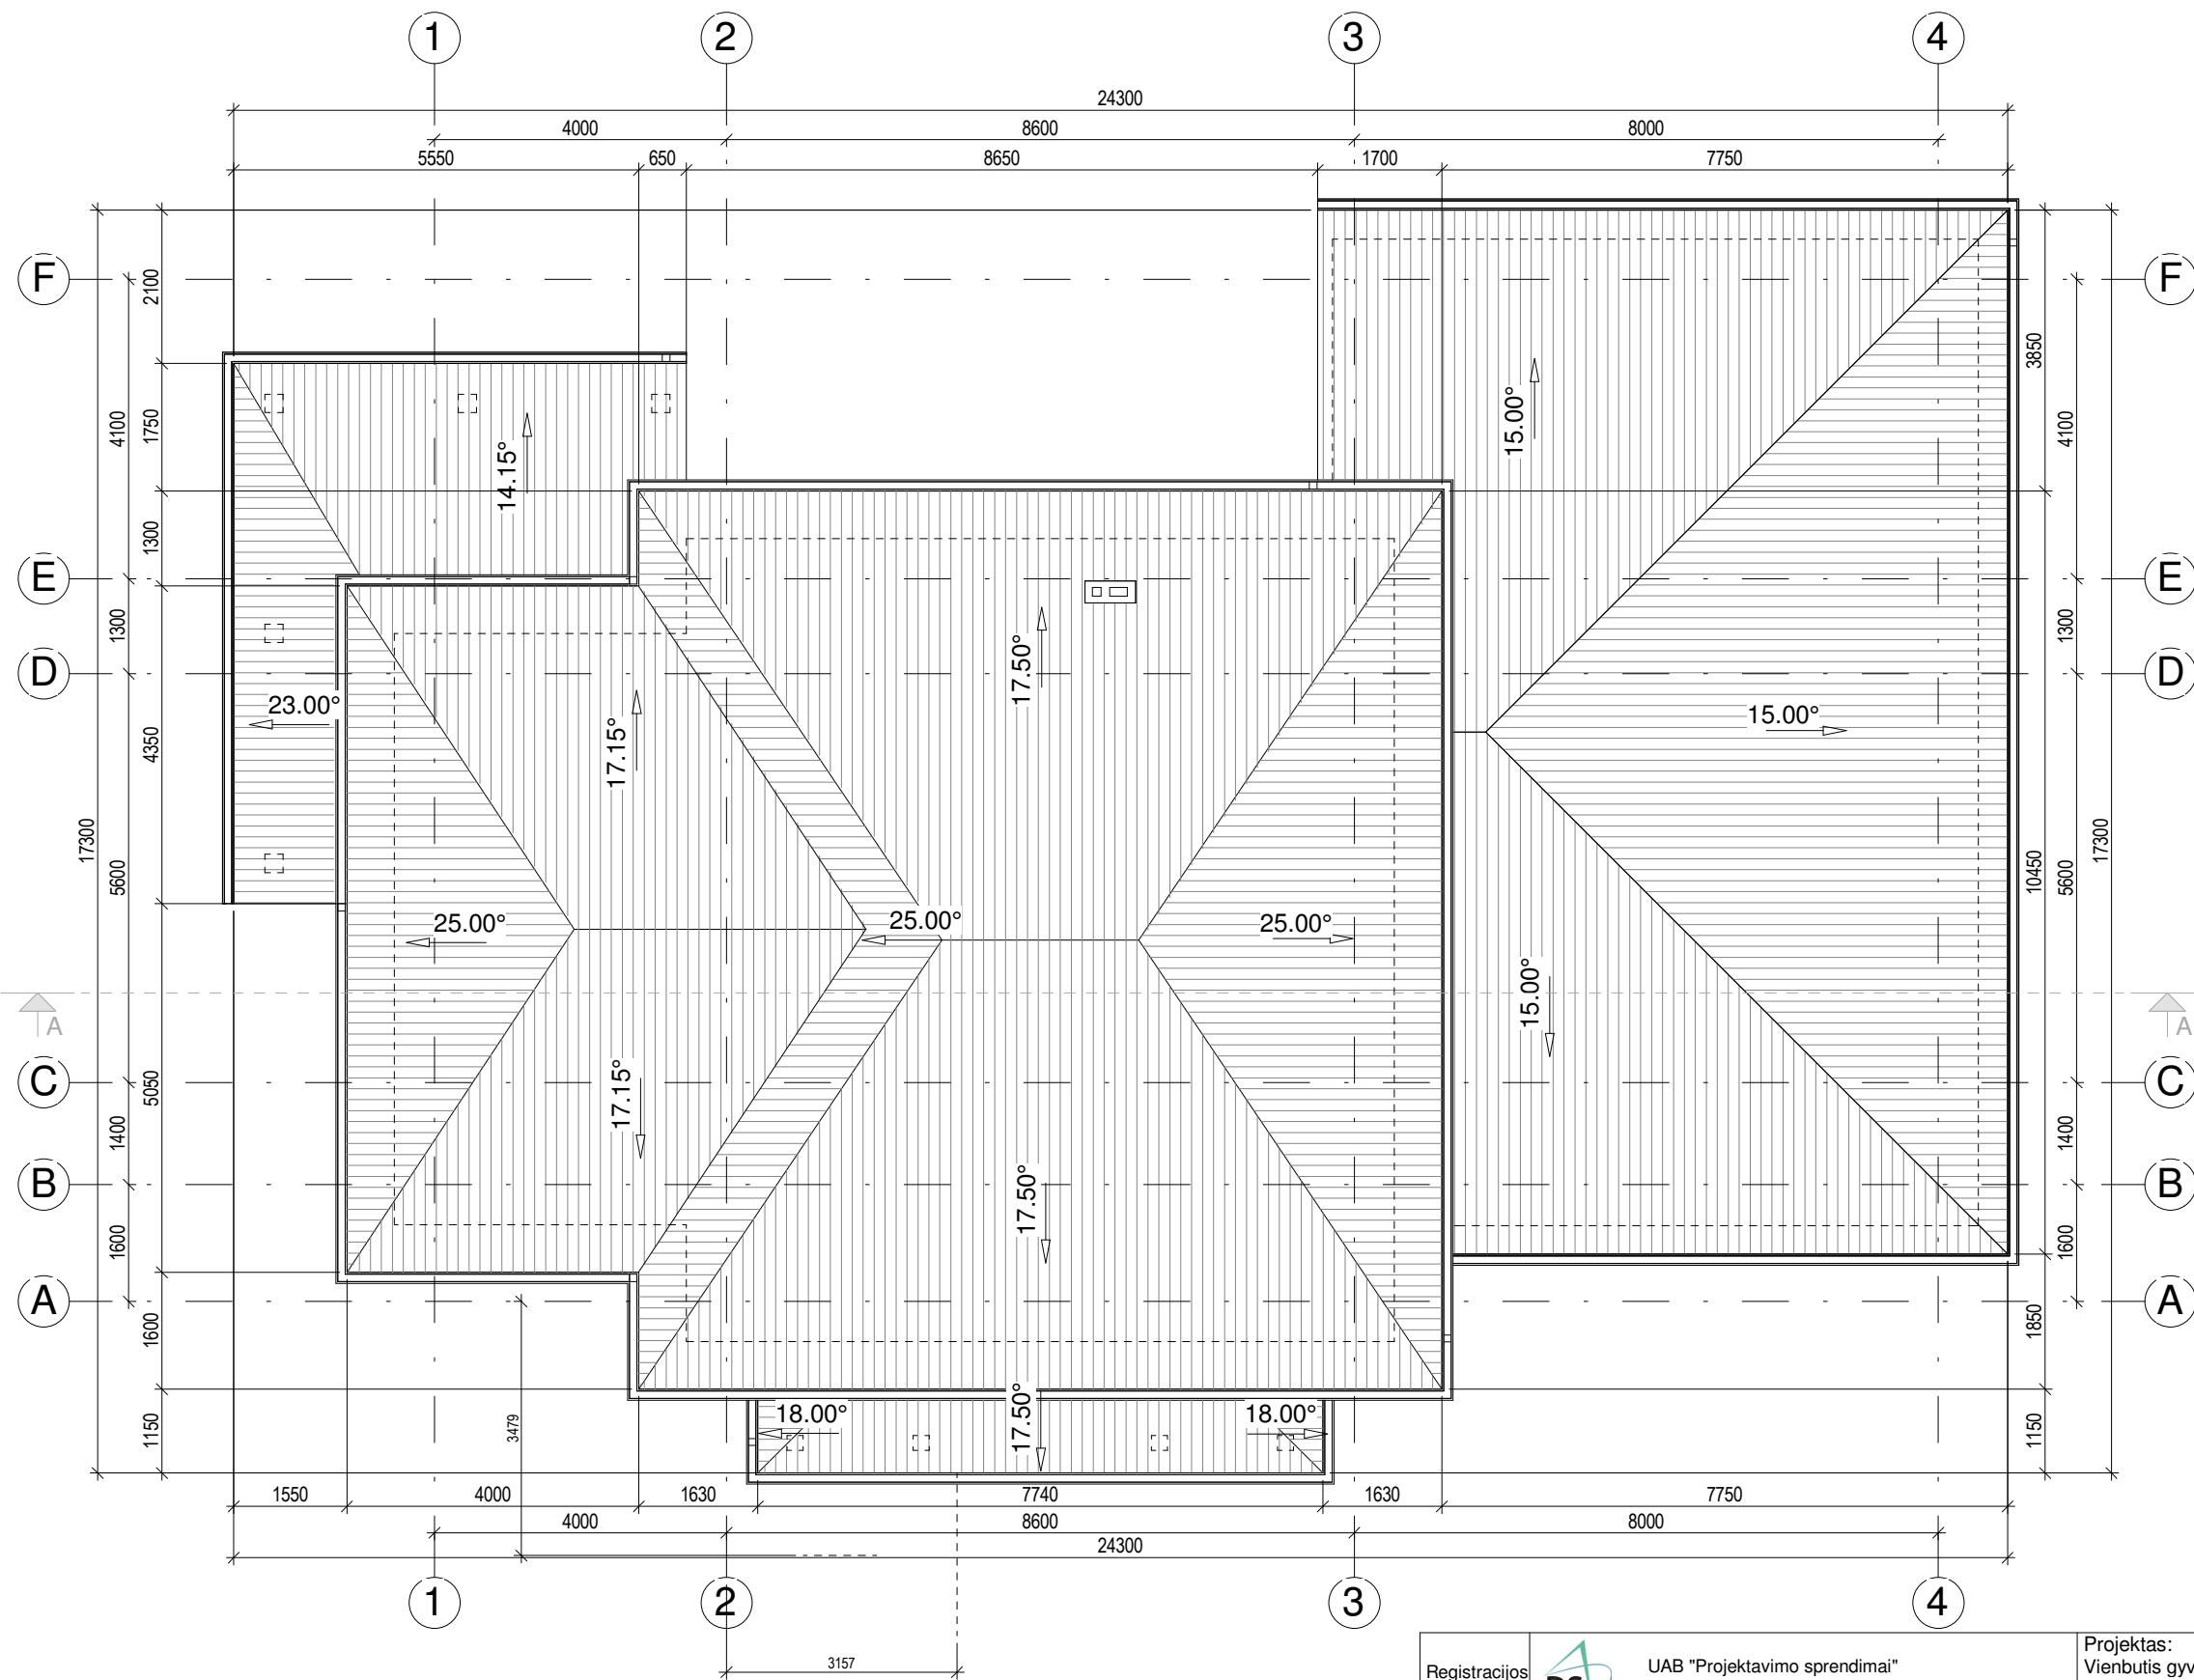 1 2 3 4
24300
4000 8600 8000
5550 650 8650 1700 7750
F F
2100
3850
4100 1750 4100
14.15° 15.00°
1300
E E
1300 1300
D D
17.50°
23.00° 15.00°
17.15°
4350
17300 5600 10450 5600 17300
25.00° 25.00° 25.00°
15.00°
A A
C C
5050
17.15°
1400 1400
B B
17.50°
1600 1600
A A
1600 1850
18.00° 17.50° 18.00°
3479
1150 1150
1550 4000 1630 7740 1630 7750
4000 8600 8000
24300
1 2 3 4
3157
Projektas:
UAB "Projektavimo sprendimai"
Vienbutis gyv
Registracijos